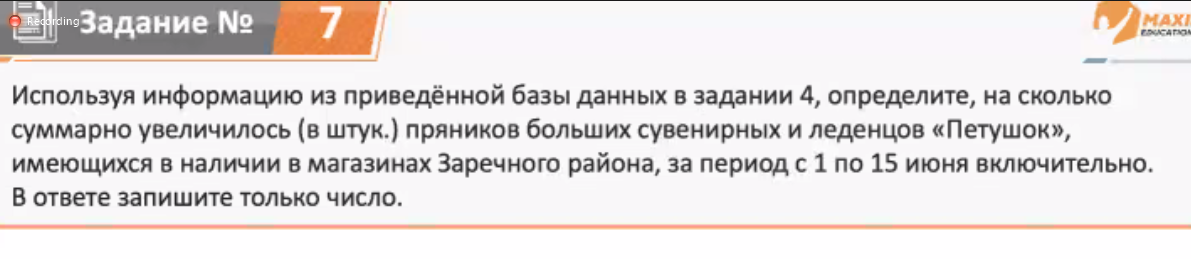 Recording
Задание № 7
MAXI
EDUCATION
Используя информацию из приведённой базы данных в задании 4, определите, на сколько
суммарно увеличилось (в штук.) пряников больших сувенирных и леденцов «Петушок»,
имеющихся в наличии в магазинах Заречного района, за период с 1 по 15 июня включительно.
В ответе запишите только число.